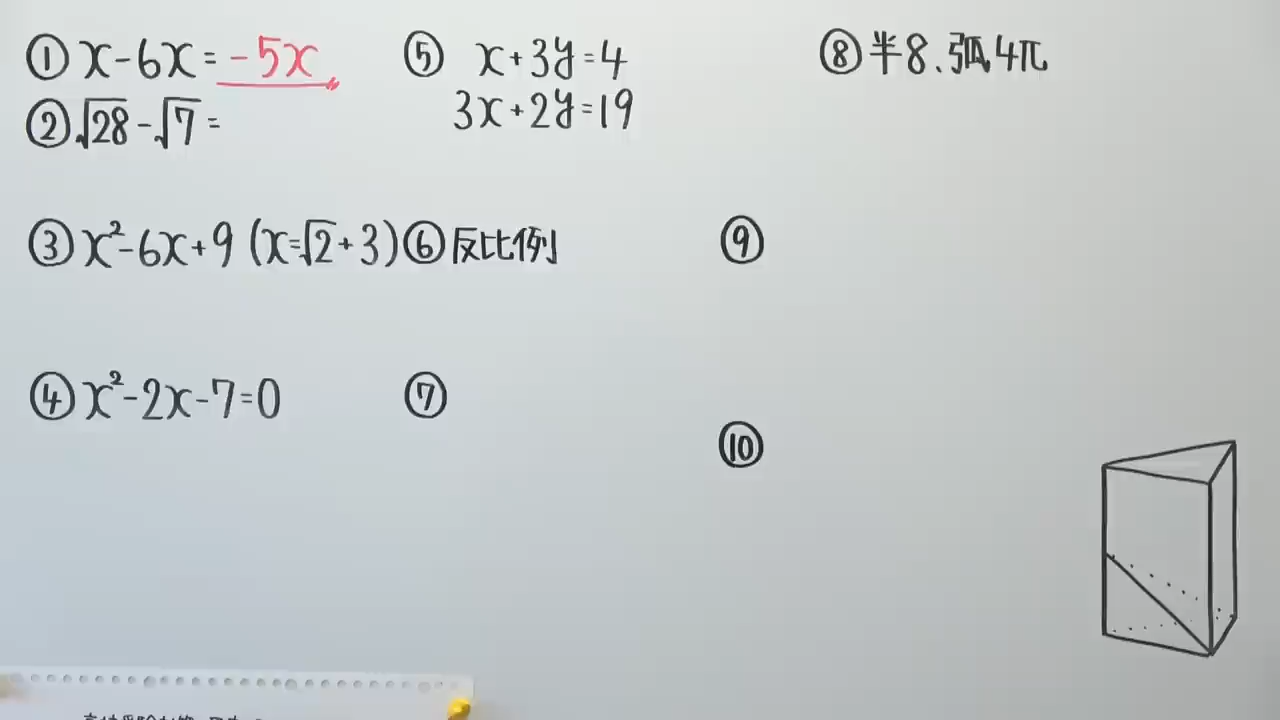 ① x-6x=-5x
② √28-√7=
③ x²-6x+9 (x=√2+3)
④ x²-2x-7=0
⑤ x+3y=4
3x+2y=19
⑥ 反比例
⑦
⑧ 半8.弧4π
⑨
⑩